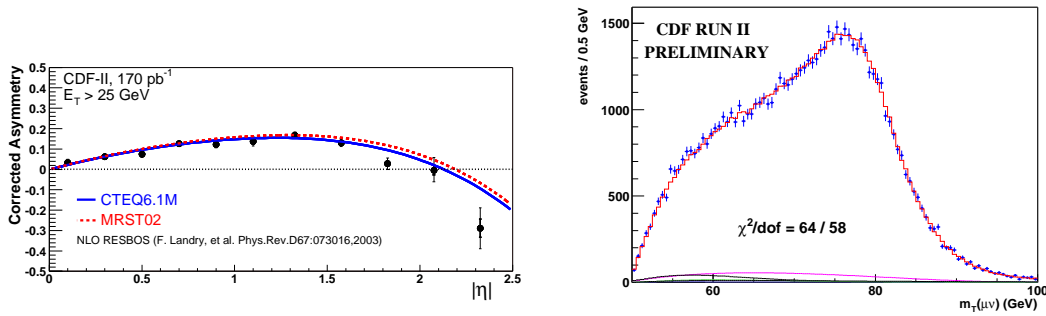 CDF-II, 170 pb⁻¹
E_T > 25 GeV
Corrected Asymmetry
0.5
0.4
0.3
0.2
0.1
0
-0.1
-0.2
-0.3
-0.4
-0.5
CTEQ6.1M
MRST02
NLO RESBOS (F. Landry, et al. Phys.Rev.D67:073016,2003)
0 0.5 1 1.5 2 2.5
|η|
events / 0.5 GeV
1500
1000
500
0
CDF RUN II
PRELIMINARY
χ²/dof = 64 / 58
60 80 100
m_T(μν) (GeV)